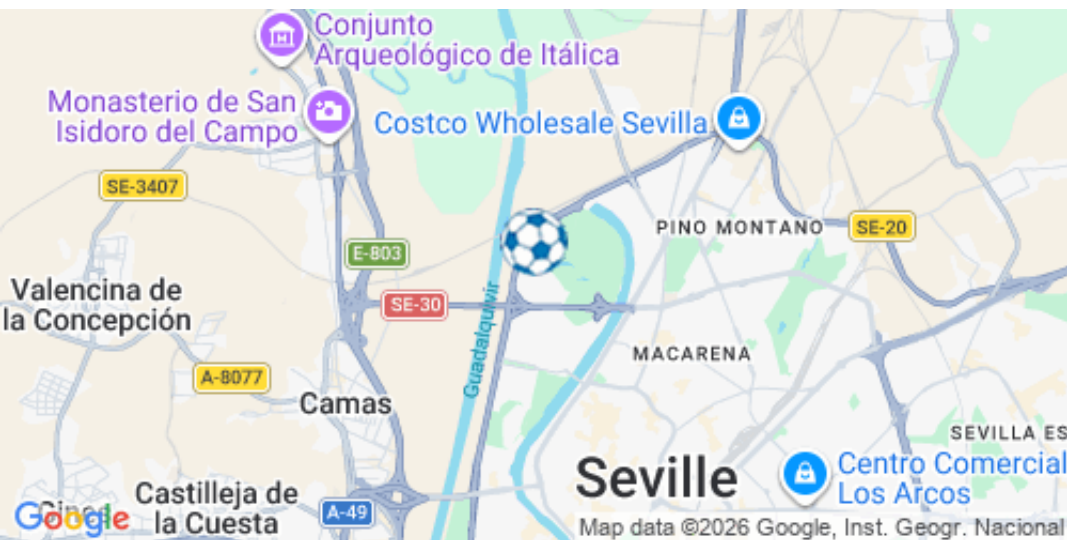 Conjunto
Arqueológico de Itálica
Monasterio de San
Isidoro del Campo
Costco Wholesale Sevilla
SE-3407
PINO MONTANO
SE-20
E-803
Valencina de
la Concepción
SE-30
Guadalquivir
MACARENA
A-8077
Camas
SEVILLA ES
Seville
Centro Comercial
Los Arcos
Castilleja de
la Cuesta
A-49
Google
Map data ©2026 Google, Inst. Geogr. Nacional